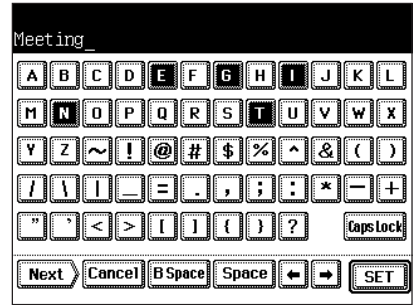 Meeting_
A B C D E F G H I J K L
M N O P Q R S T U V W X
Y Z ~ ! @ # $ % ^ & ( )
/ \ | _ = . , ; : * - +
" ' < > [ ] { } ? Caps Lock
Next Cancel B Space Space ← → SET